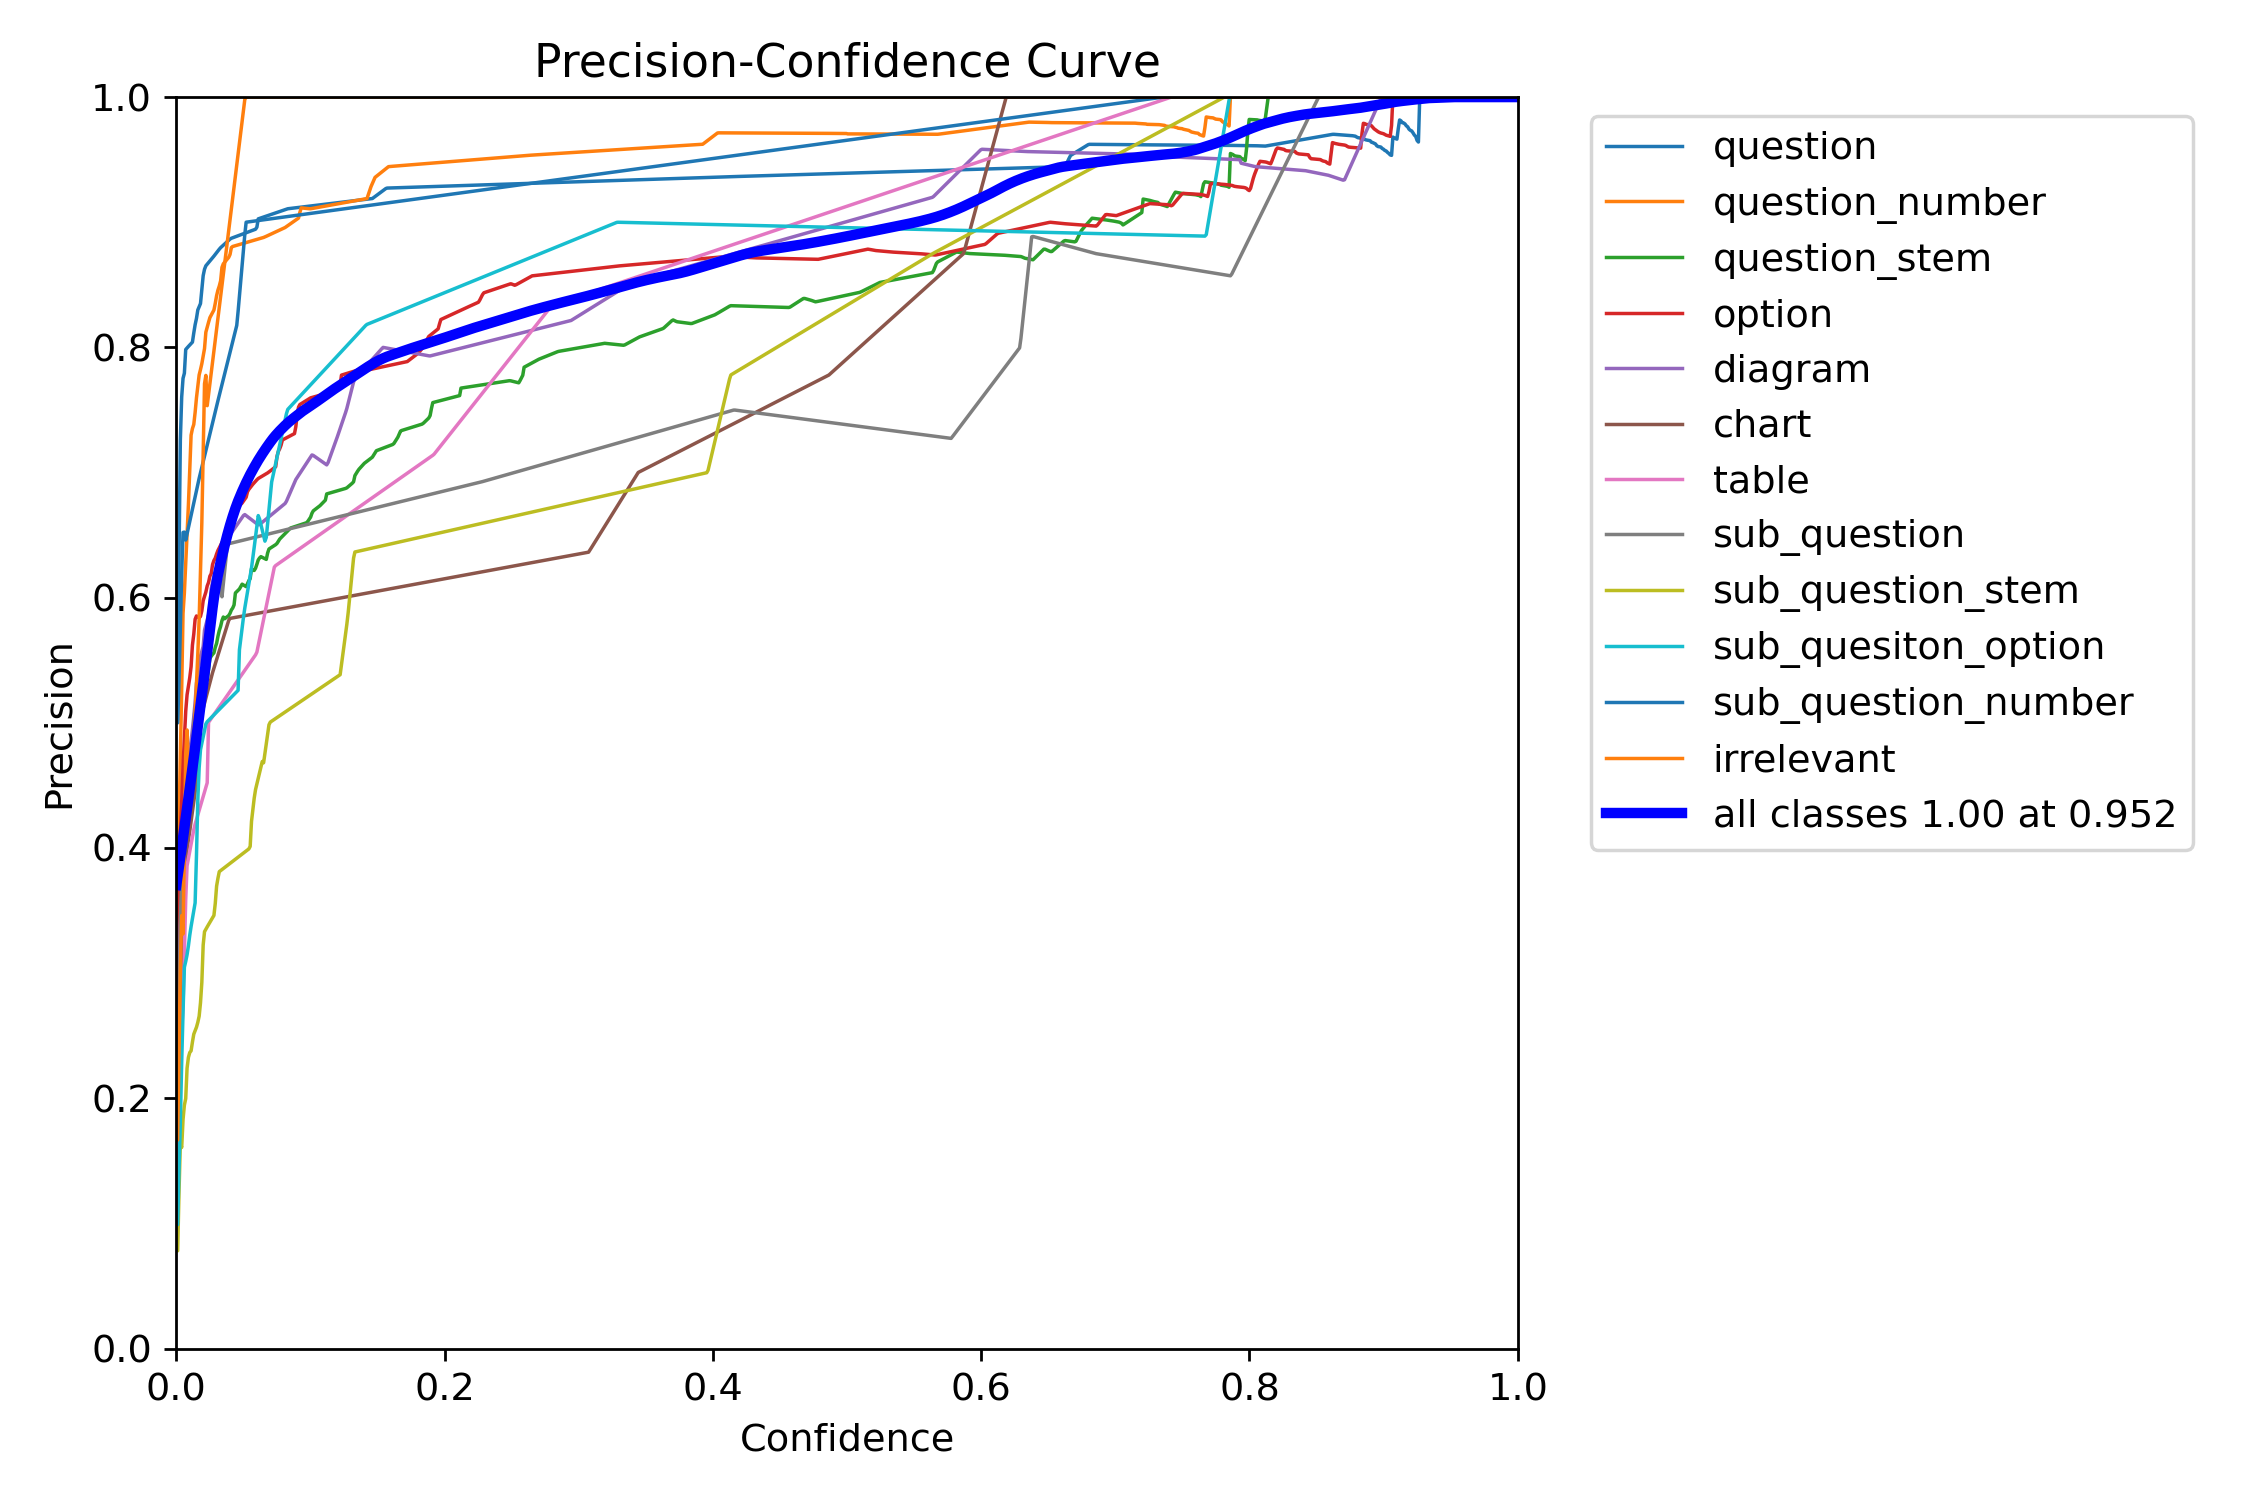 Precision-Confidence Curve
1.0
0.8
0.6
0.4
0.2
0.0
Precision
0.0 0.2 0.4 0.6 0.8 1.0
Confidence
question
question_number
question_stem
option
diagram
chart
table
sub_question
sub_question_stem
sub_quesiton_option
sub_question_number
irrelevant
all classes 1.00 at 0.952